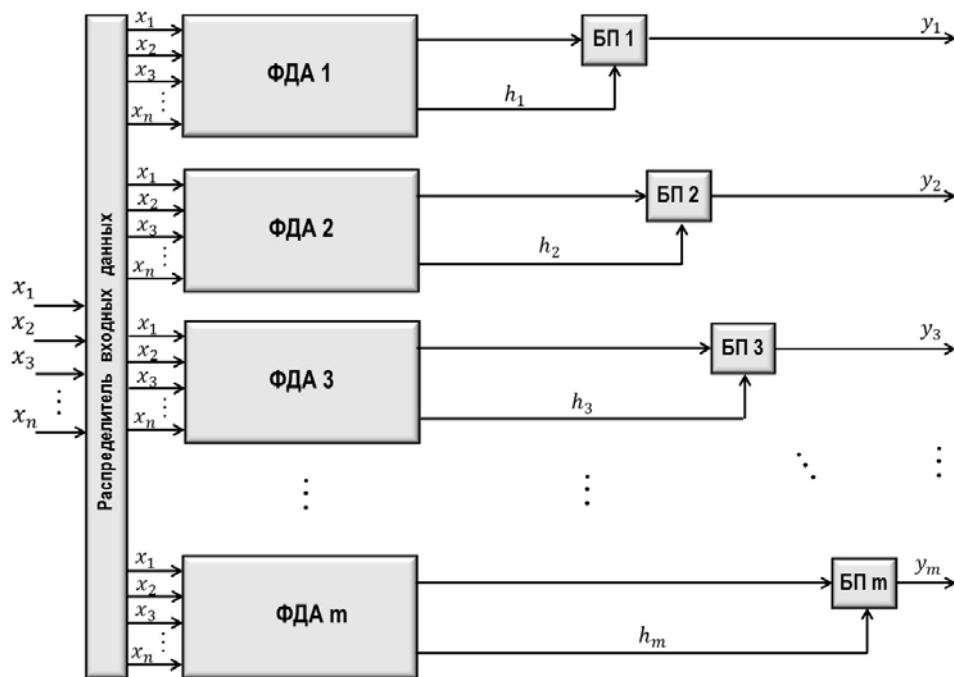 Распределитель входных данных
x₁
x₂
x₃
⋮
xₙ
x₁
x₂
x₃
⋮
xₙ
ФДА 1
h₁
БП 1
y₁
x₁
x₂
x₃
⋮
xₙ
ФДА 2
h₂
БП 2
y₂
x₁
x₂
x₃
⋮
xₙ
ФДА 3
h₃
БП 3
y₃
⋮
⋮
⋱
⋮
x₁
x₂
x₃
⋮
xₙ
ФДА m
hₘ
БП m
yₘ